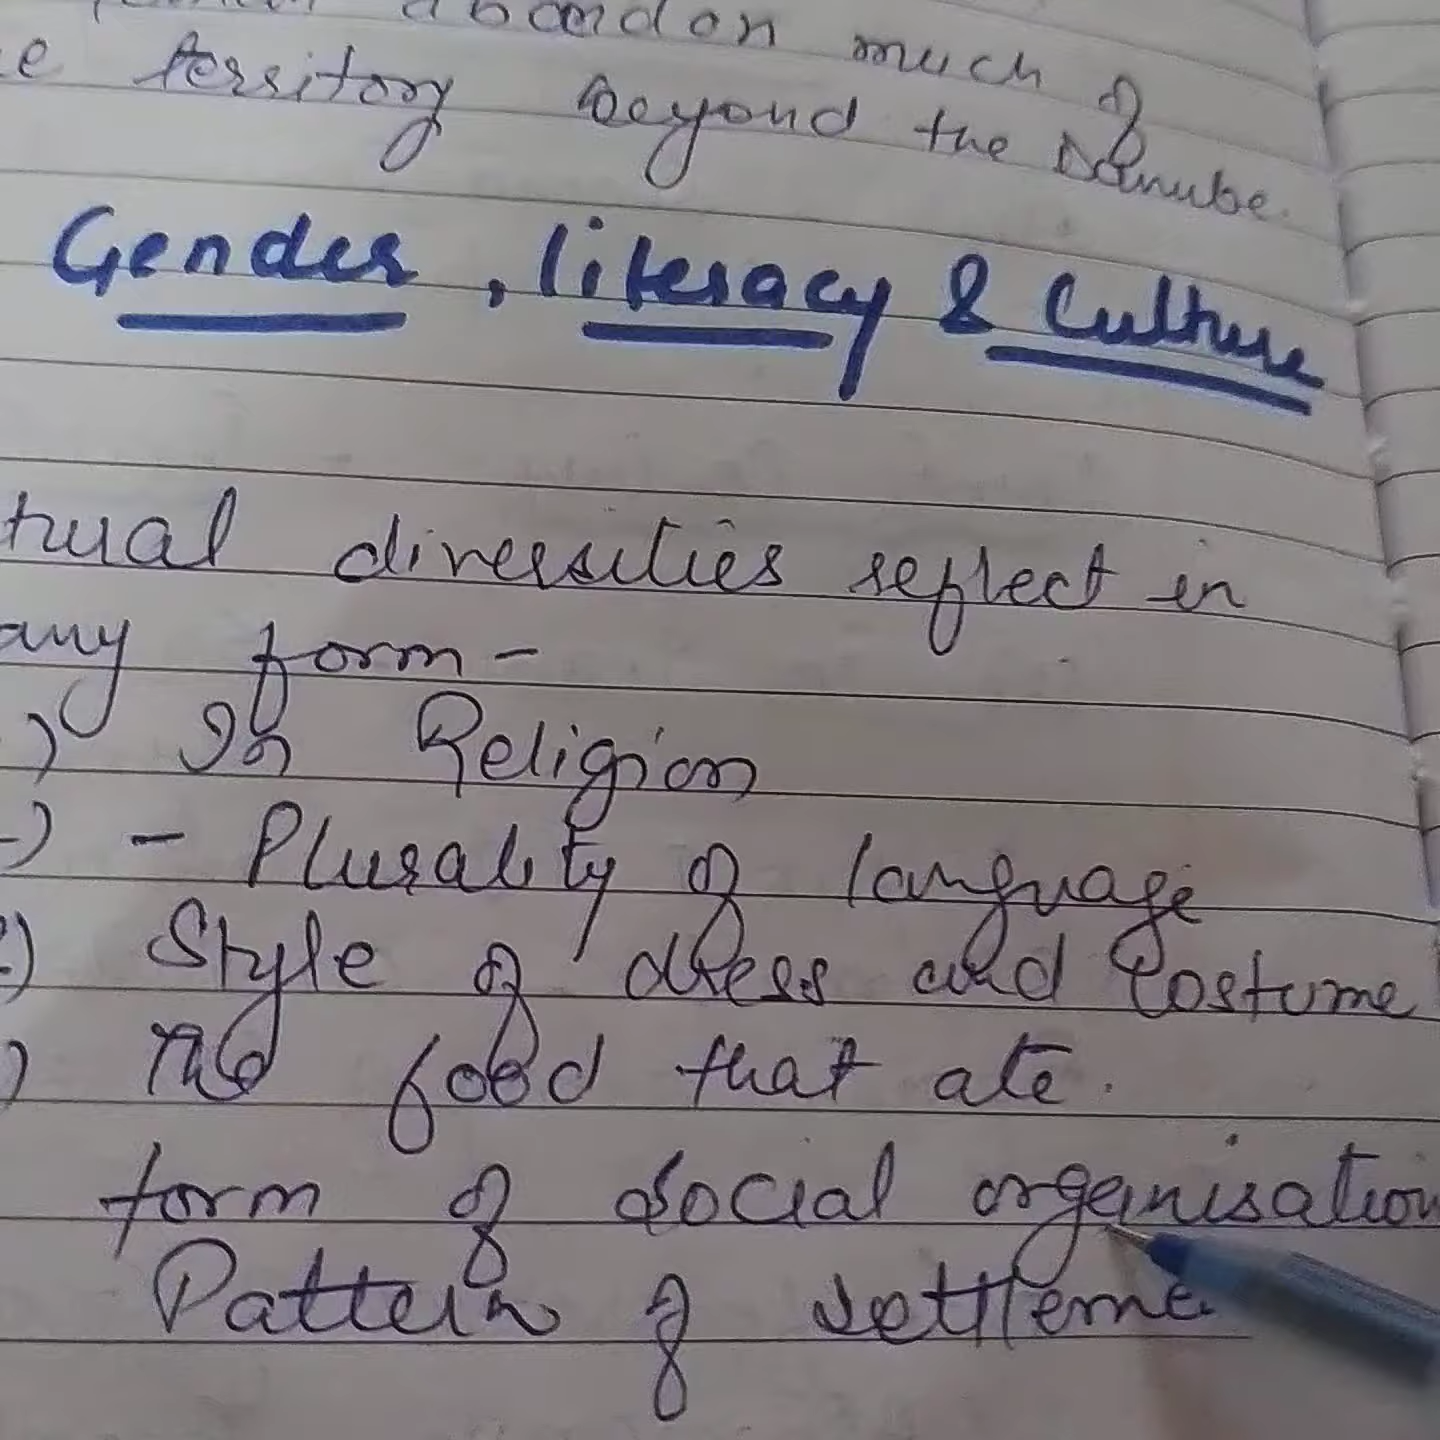 abandon much of
territory beyond the Danube.
Gender, literacy & Culture
tural diversities reflect in
any form-
) In Religion
-) - Plurality of language
) Style of dress and Costume
) The food that ate.
form of social organisation
Pattern of settleme